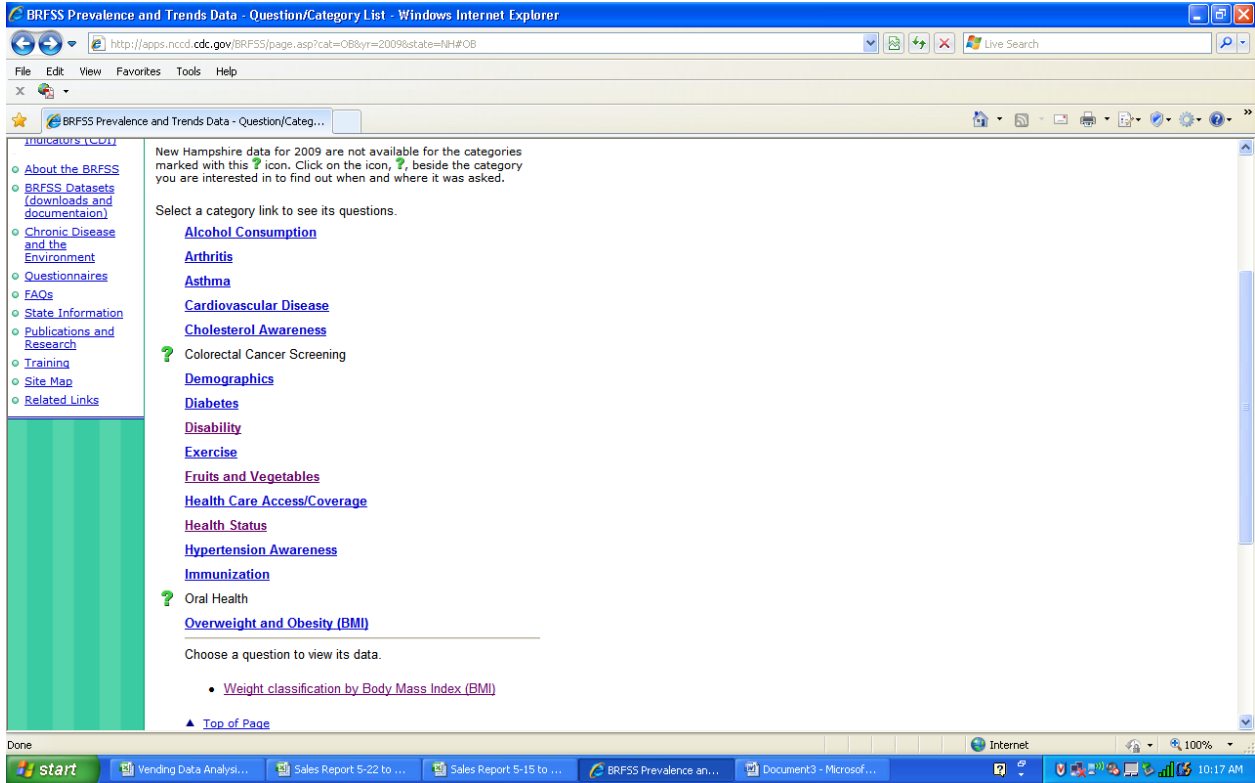 BRFSS Prevalence and Trends Data - Question/Category List - Windows Internet Explorer
http://apps.nccd.cdc.gov/BRFSS/page.asp?cat=OB&yr=2009&state=NH#OB
Live Search
File Edit View Favorites Tools Help
x
BRFSS Prevalence and Trends Data - Question/Categ...
»
Indicators (CDI)
About the BRFSS
BRFSS Datasets
(downloads and
documentaion)
Chronic Disease
and the
Environment
Questionnaires
FAQs
State Information
Publications and
Research
Training
Site Map
Related Links
New Hampshire data for 2009 are not available for the categories
marked with this ? icon. Click on the icon, ?, beside the category
you are interested in to find out when and where it was asked.
Select a category link to see its questions.
Alcohol Consumption
Arthritis
Asthma
Cardiovascular Disease
Cholesterol Awareness
? Colorectal Cancer Screening
Demographics
Diabetes
Disability
Exercise
Fruits and Vegetables
Health Care Access/Coverage
Health Status
Hypertension Awareness
Immunization
? Oral Health
Overweight and Obesity (BMI)
Choose a question to view its data.
• Weight classification by Body Mass Index (BMI)
Top of Page
Done
Internet
100%
start
Vending Data Analysi...
Sales Report 5-22 to ...
Sales Report 5-15 to ...
BRFSS Prevalence an...
Document3 - Microsof...
10:17 AM